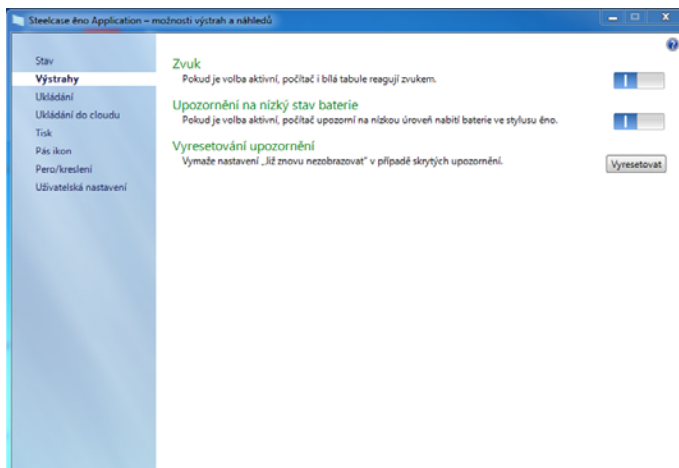 Steelcase ēno Application – možnosti výstrah a náhledů
Stav
Výstrahy
Ukládání
Ukládání do cloudu
Tisk
Pás ikon
Pero/kreslení
Uživatelská nastavení
Zvuk
Pokud je volba aktivní, počítač i bílá tabule reagují zvukem.
Upozornění na nízký stav baterie
Pokud je volba aktivní, počítač upozorní na nízkou úroveň nabití baterie ve stylusu ēno.
Vyresetování upozornění
Vymaže nastavení „Již znovu nezobrazovat" v případě skrytých upozornění.
Vyresetovat